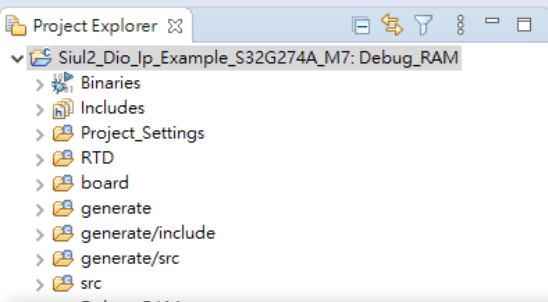 Project Explorer
Siul2_Dio_Ip_Example_S32G274A_M7: Debug_RAM
Binaries
Includes
Project_Settings
RTD
board
generate
generate/include
generate/src
src